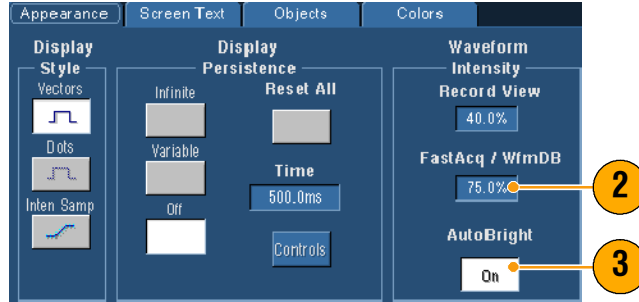 Appearance Screen Text Objects Colors
Display Style
Vectors
Dots
Inten Samp
Display Persistence
Infinite
Variable
Off
Reset All
Time
500.0ms
Controls
Waveform Intensity
Record View
40.0%
FastAcq / WfmDB
75.0%
2
AutoBright
On
3